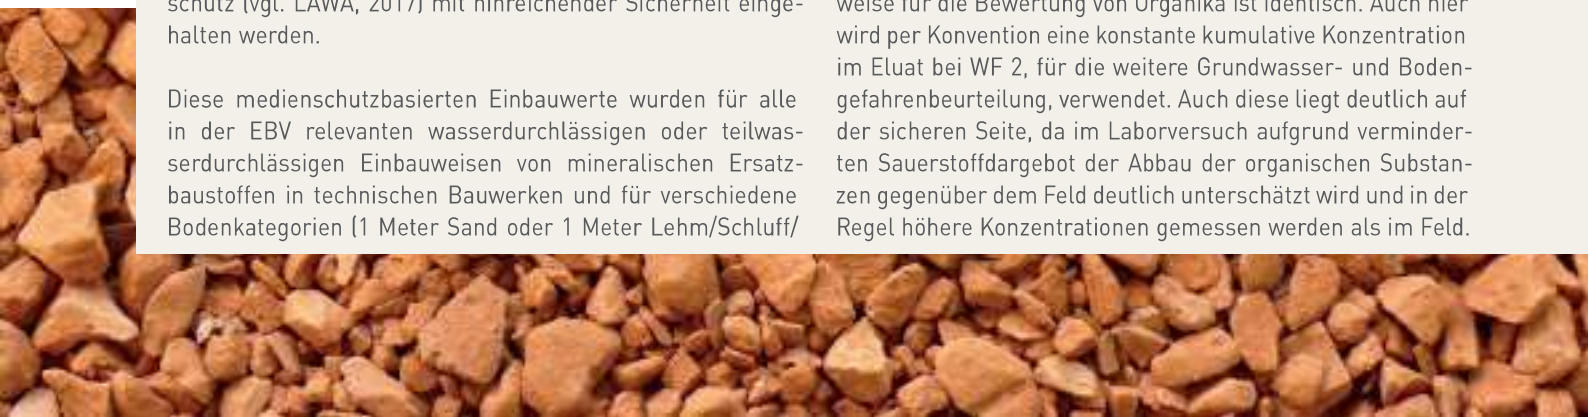 schutz (vgl. LAWA, 2017) mit hinreichender Sicherheit einge-
halten werden.
Diese medienschutzbasierten Einbauwerte wurden für alle
in der EBV relevanten wasserdurchlässigen oder teilwas-
serdurchlässigen Einbauweisen von mineralischen Ersatz-
baustoffen in technischen Bauwerken und für verschiedene
Bodenkategorien (1 Meter Sand oder 1 Meter Lehm/Schluff/
weise für die Bewertung von Organika ist identisch. Auch hier
wird per Konvention eine konstante kumulative Konzentration
im Eluat bei WF 2, für die weitere Grundwasser- und Boden-
gefahrenbeurteilung, verwendet. Auch diese liegt deutlich auf
der sicheren Seite, da im Laborversuch aufgrund verminder-
ten Sauerstoffdargebot der Abbau der organischen Substan-
zen gegenüber dem Feld deutlich unterschätzt wird und in der
Regel höhere Konzentrationen gemessen werden als im Feld.